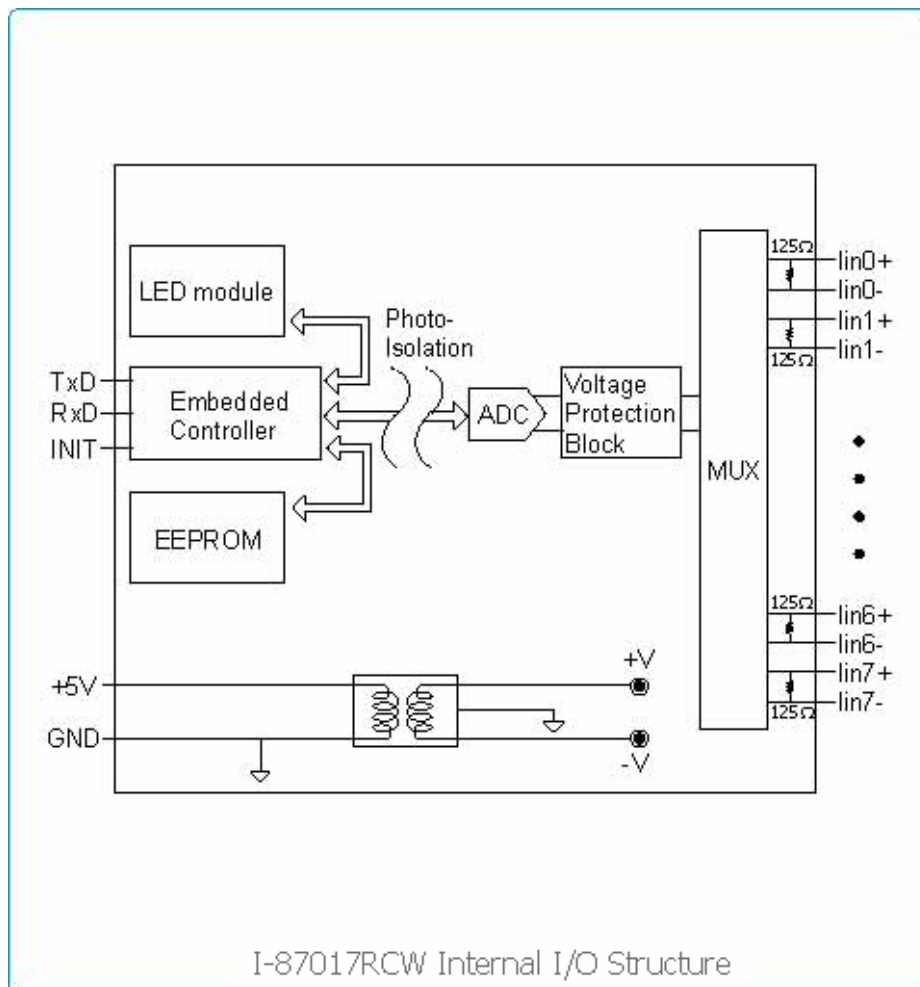 LED module
Photo-
Isolation
TxD
RxD
INIT
Embedded
Controller
ADC
Voltage
Protection
Block
EEPROM
MUX
125Ω
Iin0+
Iin0-
Iin1+
125Ω
Iin1-
125Ω
Iin6+
Iin6-
Iin7+
125Ω
Iin7-
+5V
GND
+V
-V
I-87017RCW Internal I/O Structure